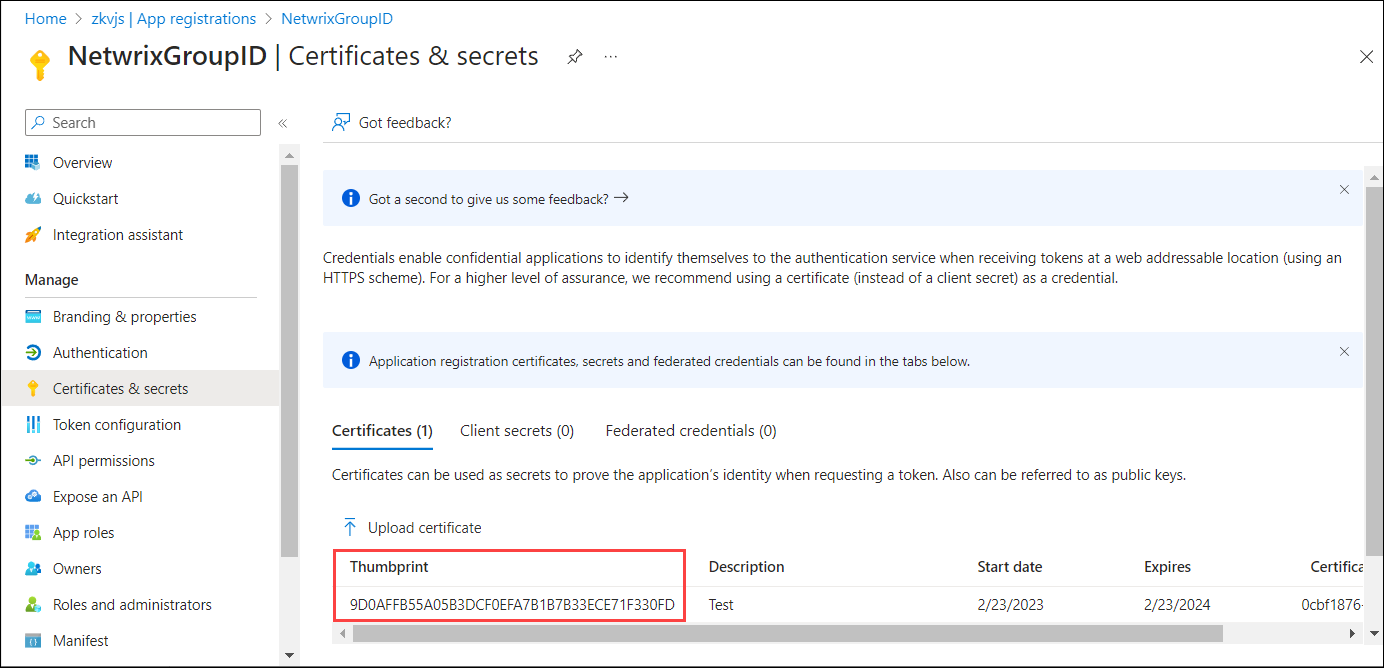 Home > zkvjs | App registrations > NetwrixGroupID
NetwrixGroupID | Certificates & secrets
Search
Got feedback?
Overview
Quickstart
Integration assistant
Manage
Branding & properties
Authentication
Certificates & secrets
Token configuration
API permissions
Expose an API
App roles
Owners
Roles and administrators
Manifest
Got a second to give us some feedback?
Credentials enable confidential applications to identify themselves to the authentication service when receiving tokens at a web addressable location (using an
HTTPS scheme). For a higher level of assurance, we recommend using a certificate (instead of a client secret) as a credential.
Application registration certificates, secrets and federated credentials can be found in the tabs below.
Certificates (1) Client secrets (0) Federated credentials (0)
Certificates can be used as secrets to prove the application's identity when requesting a token. Also can be referred to as public keys.
Upload certificate
Thumbprint Description Start date Expires Certifica
9D0AFFB55A05B3DCF0EFA7B1B7B33ECE71F330FD Test 2/23/2023 2/23/2024 0cbf1876-